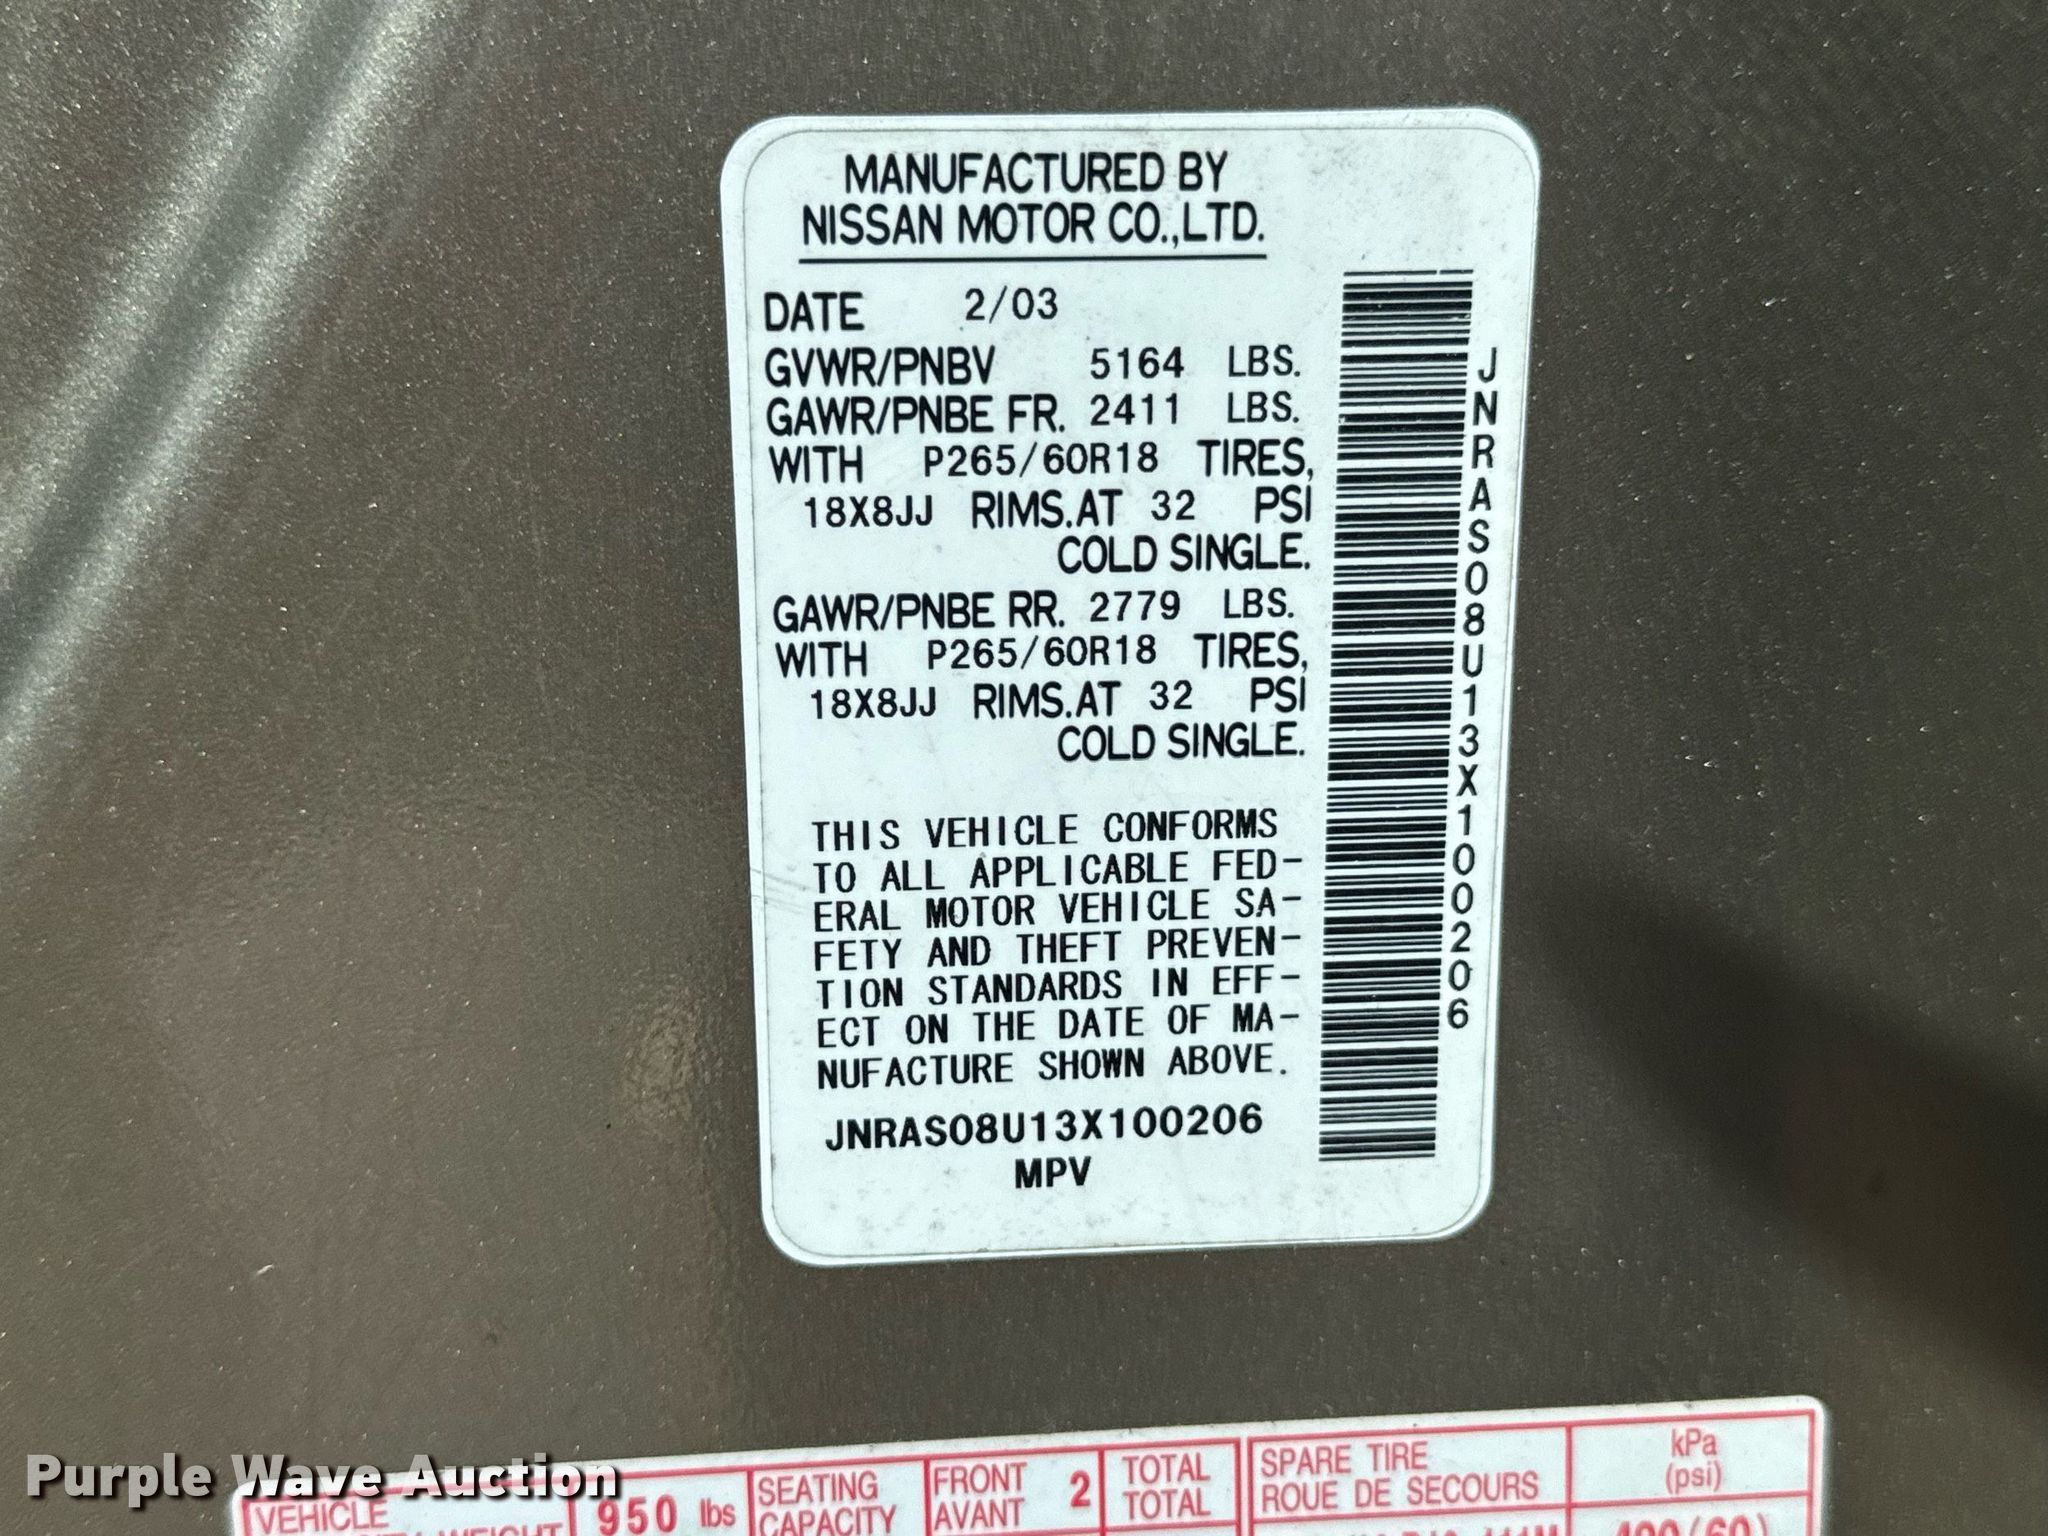 MANUFACTURED BY
NISSAN MOTOR CO.,LTD.
DATE 2/03
GVWR/PNBV 5164 LBS.
GAWR/PNBE FR. 2411 LBS.
WITH P265/60R18 TIRES,
18X8JJ RIMS.AT 32 PSI
COLD SINGLE.
GAWR/PNBE RR. 2779 LBS.
WITH P265/60R18 TIRES,
18X8JJ RIMS.AT 32 PSI
COLD SINGLE.
THIS VEHICLE CONFORMS
TO ALL APPLICABLE FED-
ERAL MOTOR VEHICLE SA-
FETY AND THEFT PREVEN-
TION STANDARDS IN EFF-
ECT ON THE DATE OF MA-
NUFACTURE SHOWN ABOVE.
JNRAS08U13X100206
MPV
JNRAS08U13X100206
VEHICLE
950 lbs
SEATING
CAPACITY
FRONT
AVANT
2
TOTAL
TOTAL
SPARE TIRE
ROUE DE SECOURS
kPa
(psi)
Purple Wave Auction